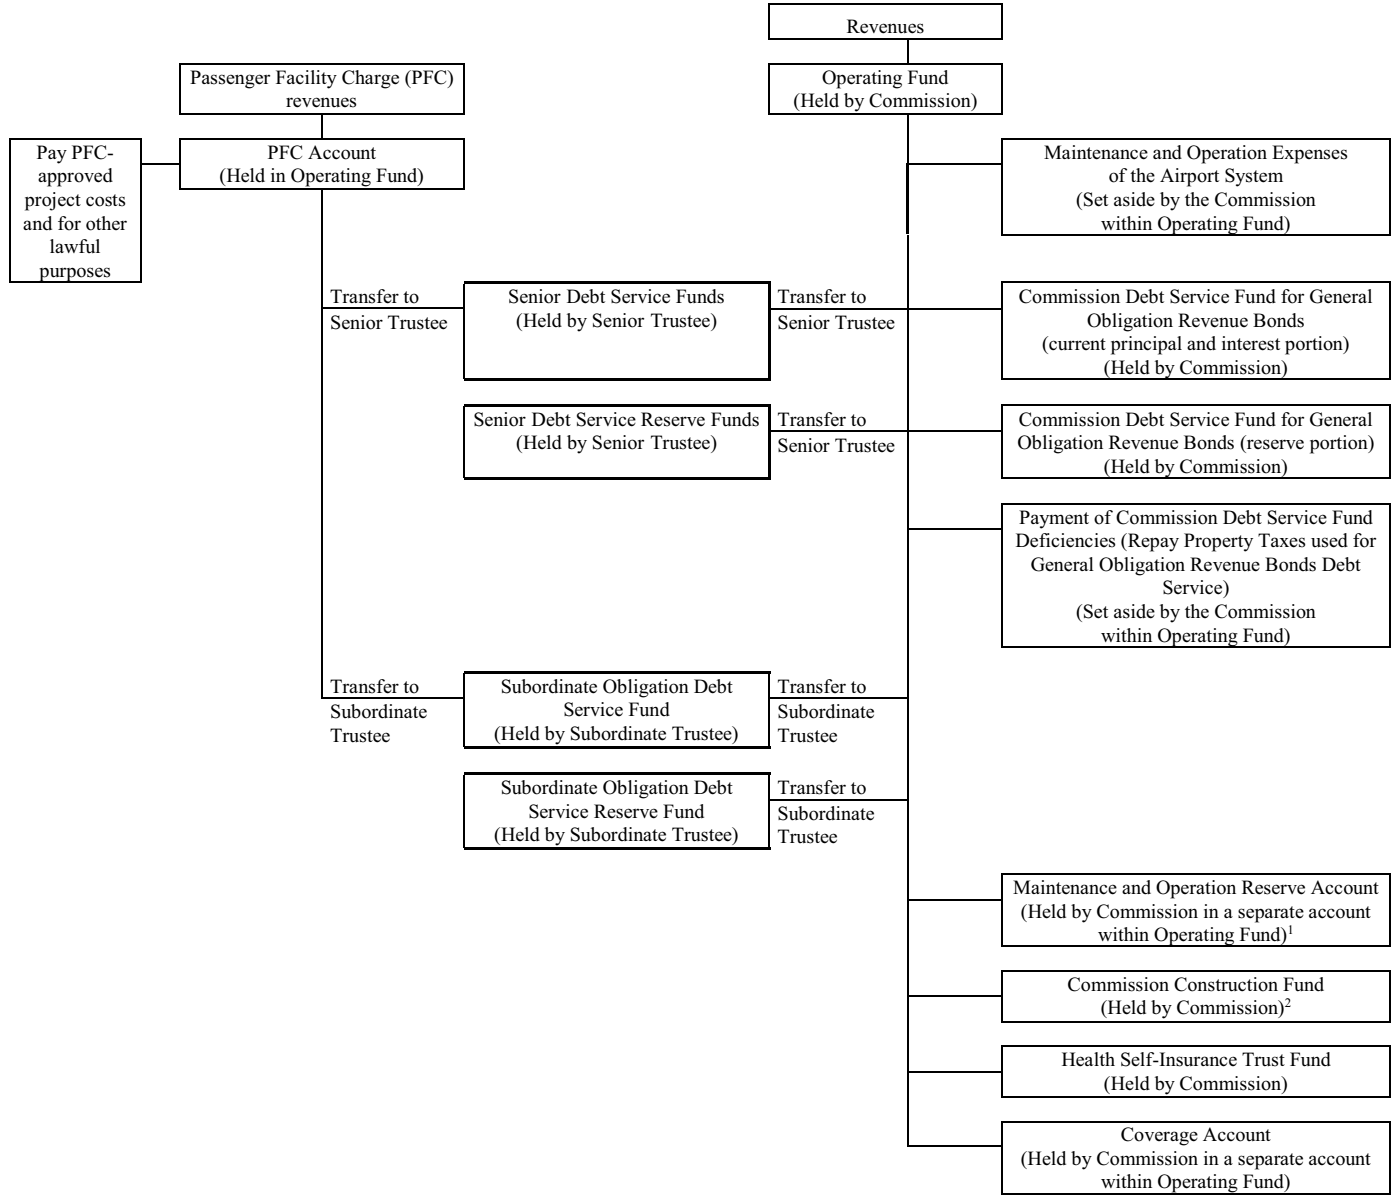 Revenues
Passenger Facility Charge (PFC)
revenues
Operating Fund
(Held by Commission)
Pay PFC-
approved
project costs
and for other
lawful
purposes
PFC Account
(Held in Operating Fund)
Maintenance and Operation Expenses
of the Airport System
(Set aside by the Commission
within Operating Fund)
Transfer to
Senior Trustee
Senior Debt Service Funds
(Held by Senior Trustee)
Transfer to
Senior Trustee
Commission Debt Service Fund for General
Obligation Revenue Bonds
(current principal and interest portion)
(Held by Commission)
Senior Debt Service Reserve Funds
(Held by Senior Trustee)
Transfer to
Senior Trustee
Commission Debt Service Fund for General
Obligation Revenue Bonds (reserve portion)
(Held by Commission)
Payment of Commission Debt Service Fund
Deficiencies (Repay Property Taxes used for
General Obligation Revenue Bonds Debt
Service)
(Set aside by the Commission
within Operating Fund)
Transfer to
Subordinate
Trustee
Subordinate Obligation Debt
Service Fund
(Held by Subordinate Trustee)
Transfer to
Subordinate
Trustee
Subordinate Obligation Debt
Service Reserve Fund
(Held by Subordinate Trustee)
Transfer to
Subordinate
Trustee
Maintenance and Operation Reserve Account
(Held by Commission in a separate account
within Operating Fund)¹
Commission Construction Fund
(Held by Commission)²
Health Self-Insurance Trust Fund
(Held by Commission)
Coverage Account
(Held by Commission in a separate account
within Operating Fund)